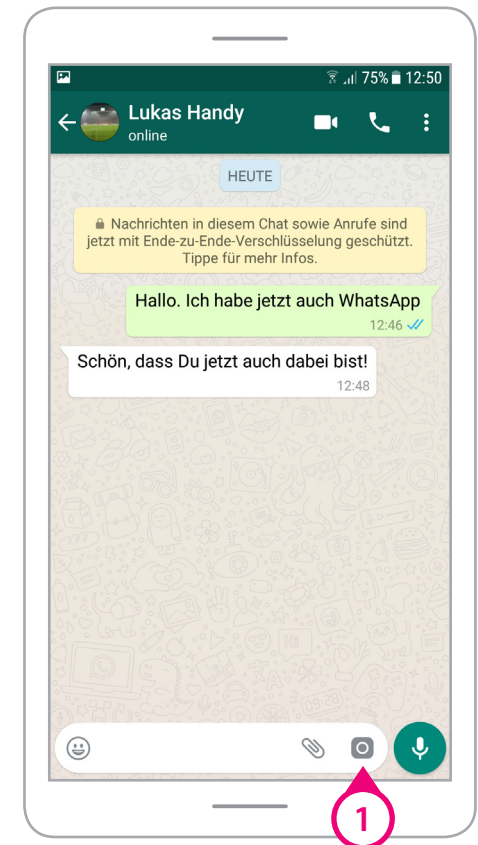 75% 12:50
Lukas Handy
online
HEUTE
Nachrichten in diesem Chat sowie Anrufe sind
jetzt mit Ende-zu-Ende-Verschlüsselung geschützt.
Tippe für mehr Infos.
Hallo. Ich habe jetzt auch WhatsApp
12:46
Schön, dass Du jetzt auch dabei bist!
12:48
1